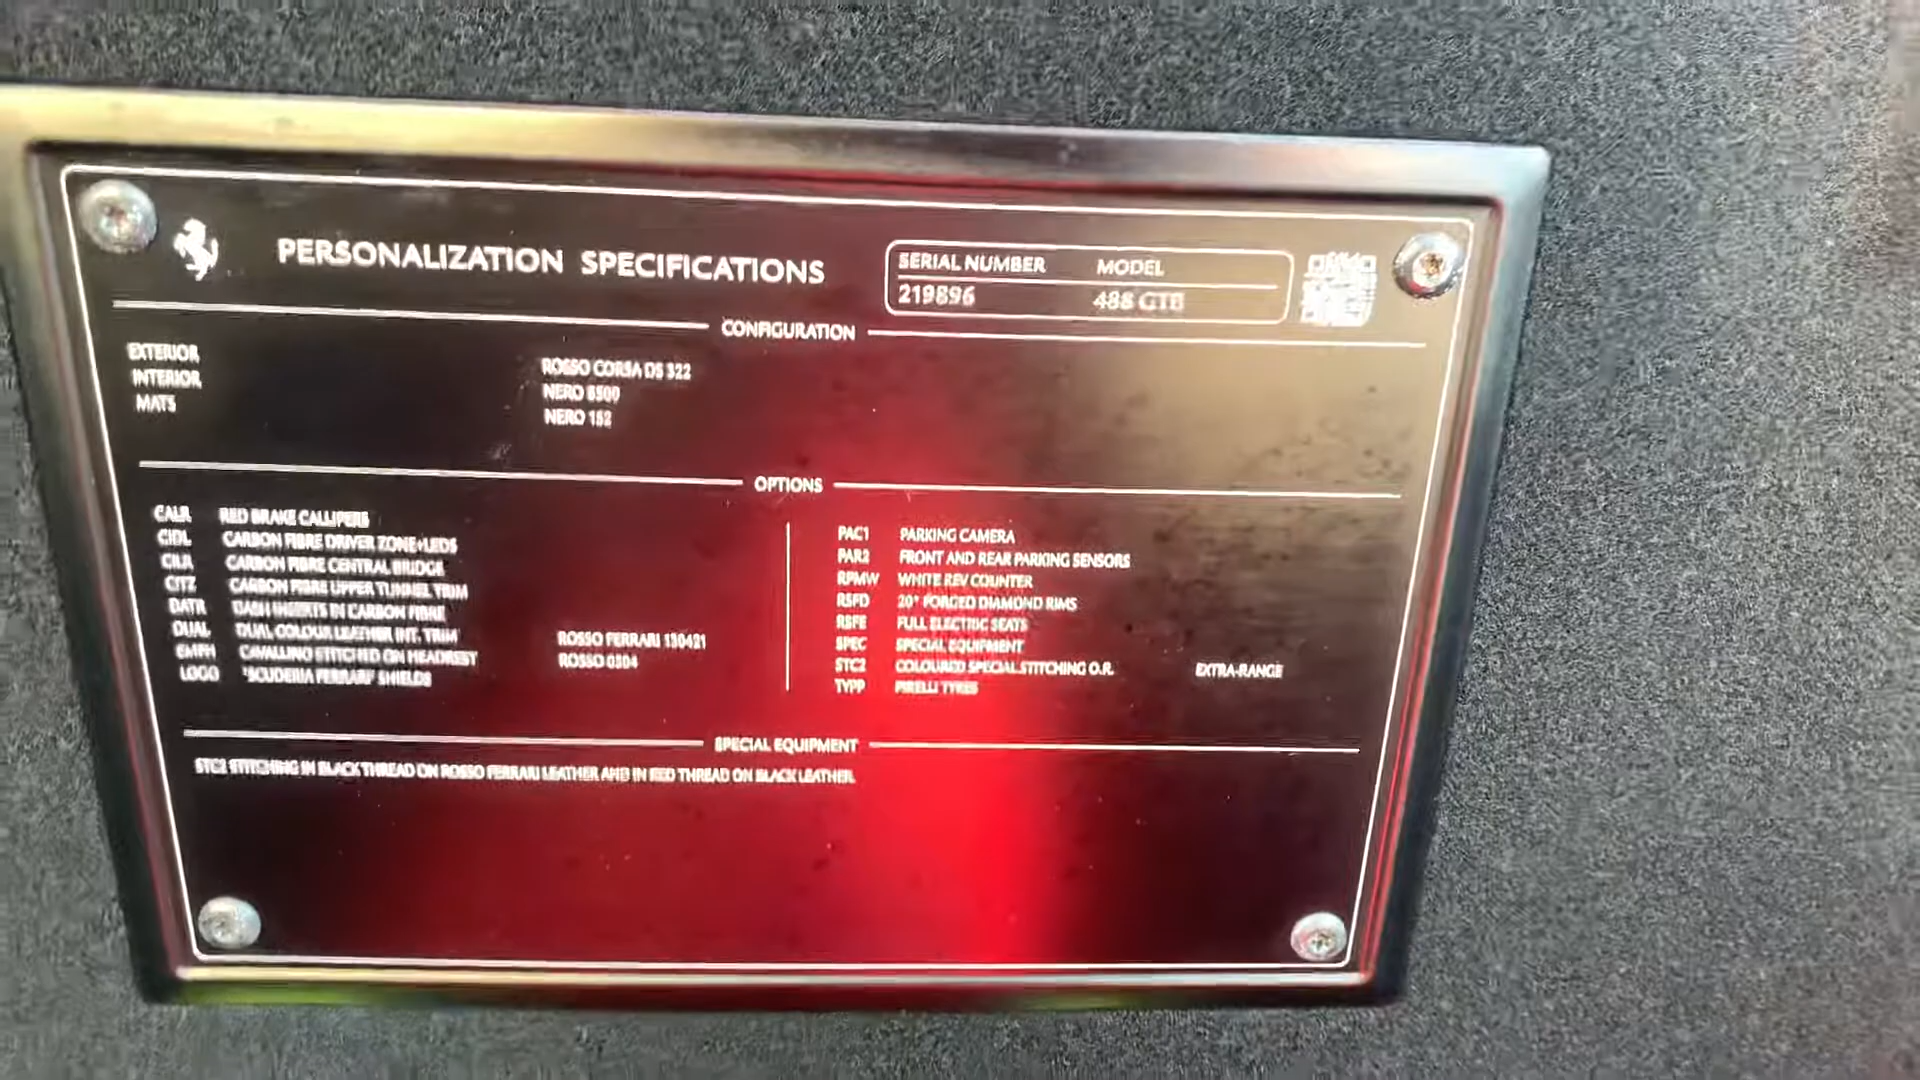 PERSONALIZATION SPECIFICATIONS
SERIAL NUMBER MODEL
219896 488 GTB
CONFIGURATION
EXTERIOR ROSSO CORSA DS 322
INTERIOR NERO 8500
MATS NERO 152
OPTIONS
CALR RED BRAKE CALLIPERS
CIDL CARBON FIBRE DRIVER ZONE+LEDS
CILR CARBON FIBRE CENTRAL BRIDGE
CITZ CARBON FIBRE UPPER TUNNEL TRIM
DATR DASH INSERTS IN CARBON FIBRE
DUAL DUAL COLOUR LEATHER INT. TRIM ROSSO FERRARI 130421
EMPH CAVALLINO STITCHED ON HEADREST ROSSO 0504
LOGO "SCUDERIA FERRARI" SHIELDS
PAC1 PARKING CAMERA
PAR2 FRONT AND REAR PARKING SENSORS
RPMW WHITE REV COUNTER
RSFD 20" FORGED DIAMOND RIMS
RSFE FULL ELECTRIC SEATS
SPEC SPECIAL EQUIPMENT
STC2 COLOURED SPECIAL STITCHING O.R. EXTRA-RANGE
TYPP PIRELLI TYRES
SPECIAL EQUIPMENT
STC2 STITCHING IN BLACK THREAD ON ROSSO FERRARI LEATHER AND IN RED THREAD ON BLACK LEATHER.